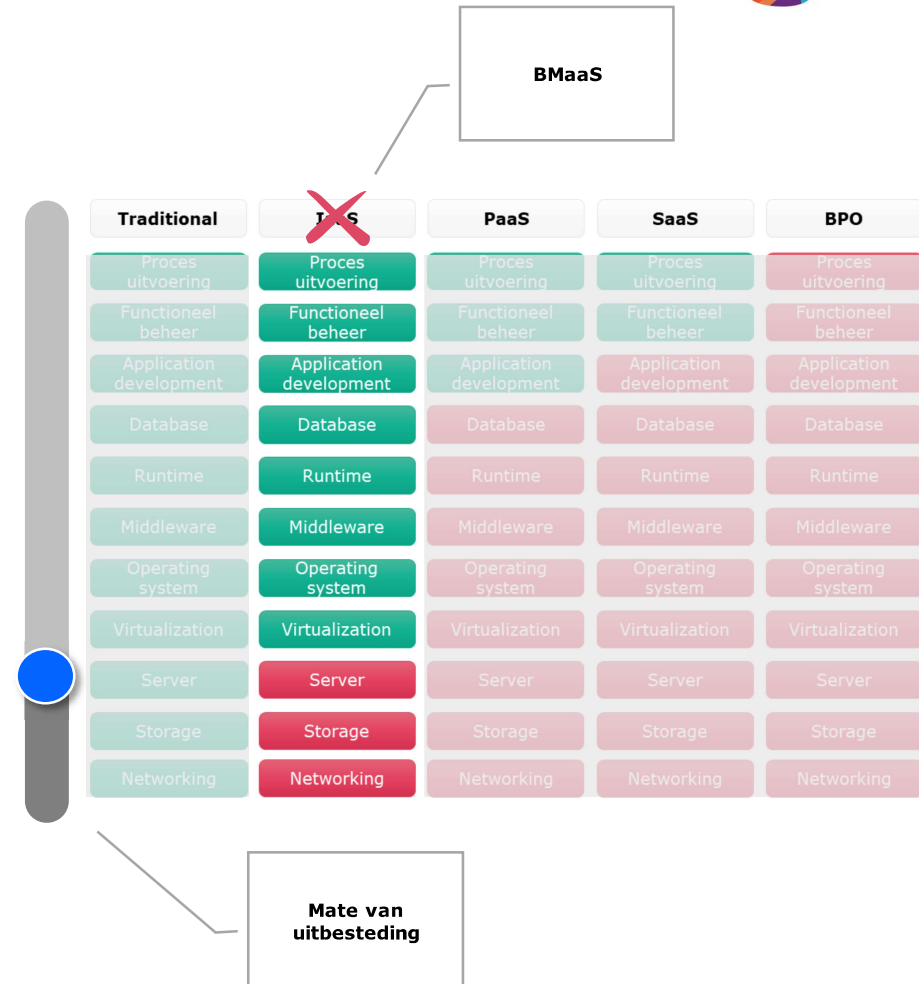 BMaaS
Traditional
IaaS
PaaS
SaaS
BPO
Proces
uitvoering
Proces
uitvoering
Proces
uitvoering
Proces
uitvoering
Proces
uitvoering
Functioneel
beheer
Functioneel
beheer
Functioneel
beheer
Functioneel
beheer
Functioneel
beheer
Application
development
Application
development
Application
development
Application
development
Application
development
Database
Database
Database
Database
Database
Runtime
Runtime
Runtime
Runtime
Runtime
Middleware
Middleware
Middleware
Middleware
Middleware
Operating
system
Operating
system
Operating
system
Operating
system
Operating
system
Virtualization
Virtualization
Virtualization
Virtualization
Virtualization
Server
Server
Server
Server
Server
Storage
Storage
Storage
Storage
Storage
Networking
Networking
Networking
Networking
Networking
Mate van
uitbesteding